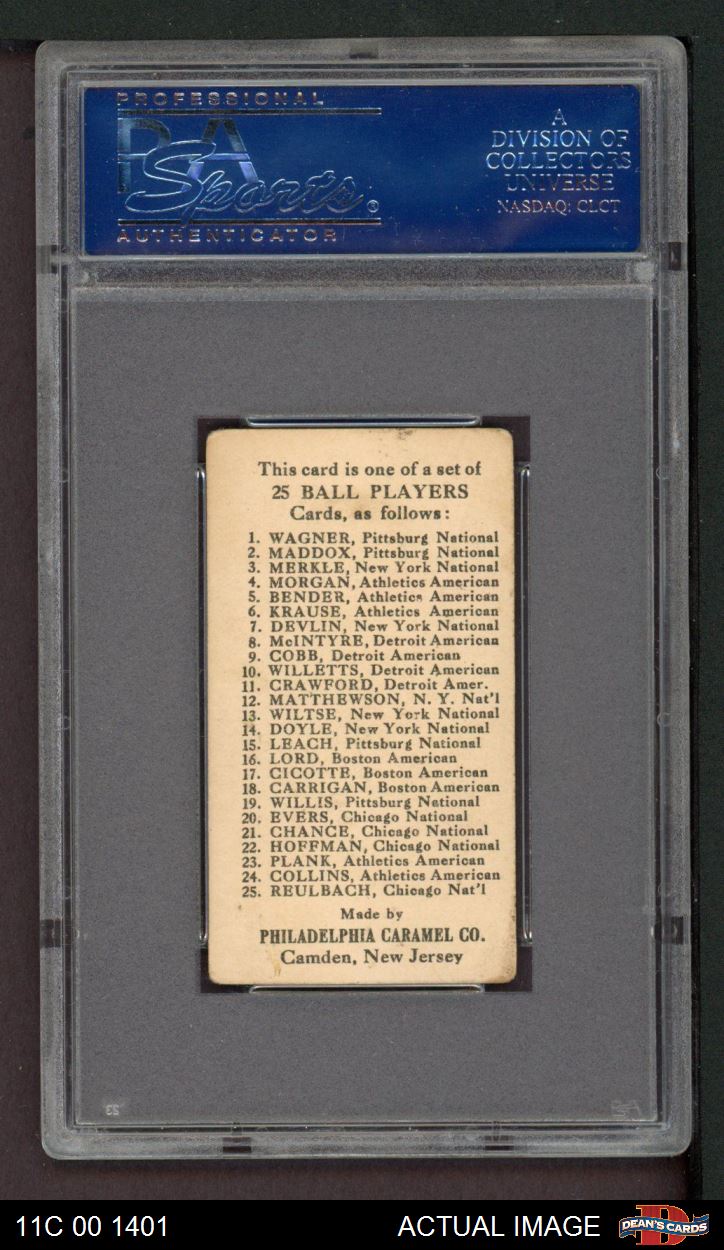 PROFESSIONAL
PSA
Sports®
AUTHENTICATOR
A
DIVISION OF
COLLECTORS
UNIVERSE
NASDAQ: CLCT
This card is one of a set of
25 BALL PLAYERS
Cards, as follows:
1. WAGNER, Pittsburg National
2. MADDOX, Pittsburg National
3. MERKLE, New York National
4. MORGAN, Athletics American
5. BENDER, Athletics American
6. KRAUSE, Athletics American
7. DEVLIN, New York National
8. McINTYRE, Detroit American
9. COBB, Detroit American
10. WILLETTS, Detroit American
11. CRAWFORD, Detroit Amer.
12. MATTHEWSON, N. Y. Nat'l
13. WILTSE, New York National
14. DOYLE, New York National
15. LEACH, Pittsburg National
16. LORD, Boston American
17. CICOTTE, Boston American
18. CARRIGAN, Boston American
19. WILLIS, Pittsburg National
20. EVERS, Chicago National
21. CHANCE, Chicago National
22. HOFFMAN, Chicago National
23. PLANK, Athletics American
24. COLLINS, Athletics American
25. REULBACH, Chicago Nat'l
Made by
PHILADELPHIA CARAMEL CO.
Camden, New Jersey
23
PSA
11C 00 1401
ACTUAL IMAGE
DEAN'S CARDS